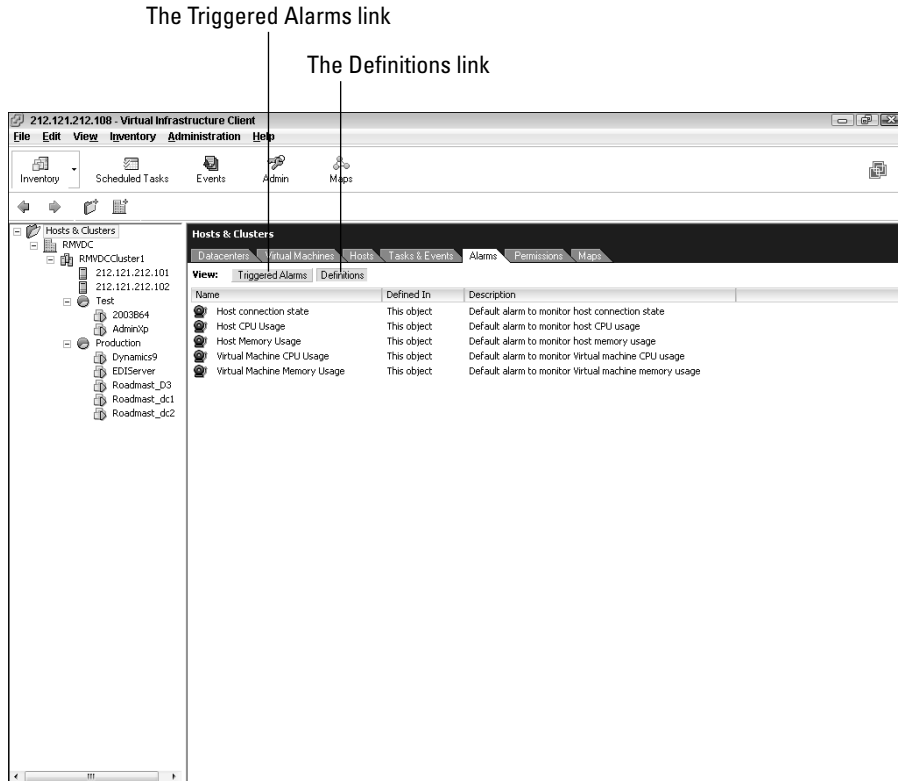 The Triggered Alarms link
The Definitions link
212.121.212.108 - Virtual Infrastructure Client
File Edit View Inventory Administration Help
Inventory Scheduled Tasks Events Admin Maps
Hosts & Clusters
RMVDC
RMVDCCluster1
212.121.212.101
212.121.212.102
Test
2003B64
AdminXp
Production
Dynamics9
EDIServer
Roadmast_D3
Roadmast_dc1
Roadmast_dc2
Hosts & Clusters
Datacenters Virtual Machines Hosts Tasks & Events Alarms Permissions Maps
View: Triggered Alarms Definitions
Name Defined In Description
Host connection state This object Default alarm to monitor host connection state
Host CPU Usage This object Default alarm to monitor host CPU usage
Host Memory Usage This object Default alarm to monitor host memory usage
Virtual Machine CPU Usage This object Default alarm to monitor Virtual machine CPU usage
Virtual Machine Memory Usage This object Default alarm to monitor Virtual machine memory usage